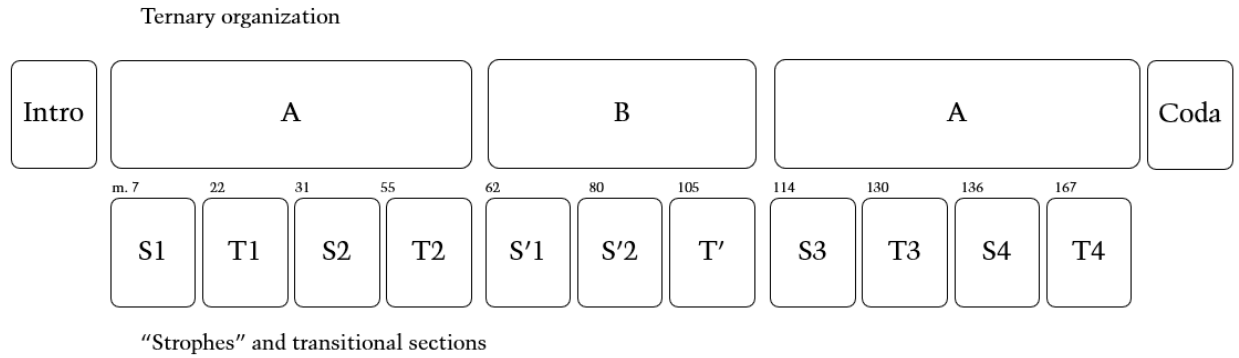 Ternary organization
Intro A B A Coda
m. 7 22 31 55 62 80 105 114 130 136 167
S1 T1 S2 T2 S′1 S′2 T′ S3 T3 S4 T4
“Strophes” and transitional sections